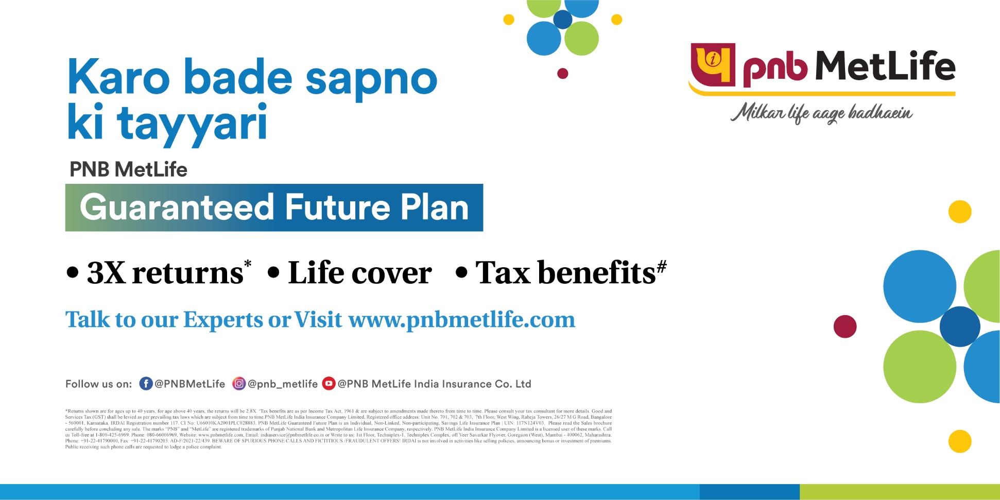 Karo bade sapno
ki tayyari
pnb MetLife
Milkar life aage badhaein
PNB MetLife
Guaranteed Future Plan
• 3X returns* • Life cover • Tax benefits#
Talk to our Experts or Visit www.pnbmetlife.com
Follow us on: @PNBMetLife @pnb_metlife @PNB MetLife India Insurance Co. Ltd
*Returns shown are for ages up to 40 years, for age above 40 years, the returns will be 2.8X. ʻTax benefits are as per Income Tax Act, 1961 & are subject to amendments made thereto from time to time. Please consult your tax consultant for more details. Good and
Services Tax (GST) shall be levied as per prevailing tax laws which are subject from time to time.PNB MetLife India Insurance Company Limited, Registered office address: Unit No. 701, 702 & 703, 7th Floor, West Wing, Raheja Towers, 26/27 M G Road, Bangalore
- 560001, Karnataka. IRDAI Registration number 117. CI No: U66010KA2001PLC028883. PNB MetLife Guaranteed Future Plan is an Individual, Non-Linked, Non-participating, Savings Life Insurance Plan | UIN: 117N124V03. Please read the Sales brochure
carefully before concluding any sale. The marks “PNB” and “MetLife” are registered trademarks of Punjab National Bank and Metropolitan Life Insurance Company, respectively. PNB MetLife India Insurance Company Limited is a licensed user of these marks. Call
us Toll-free at 1-800-425-6969. Phone: 080-66006969, Website: www.pnbmetlife.com, Email: indiaservice@pnbmetlife.co.in or Write to us: 1st Floor, Techniplex-1, Techniplex Complex, off Veer Savarkar Flyover, Goregaon (West), Mumbai - 400062, Maharashtra.
Phone: +91-22-41790000, Fax: +91-22-41790203. AD-F/2021-22/439. BEWARE OF SPURIOUS PHONE CALLS AND FICTITIOUS /FRAUDULENT OFFERS! IRDAI is not involved in activities like selling policies, announcing bonus or investment of premiums.
Public receiving such phone calls are requested to lodge a police complaint.